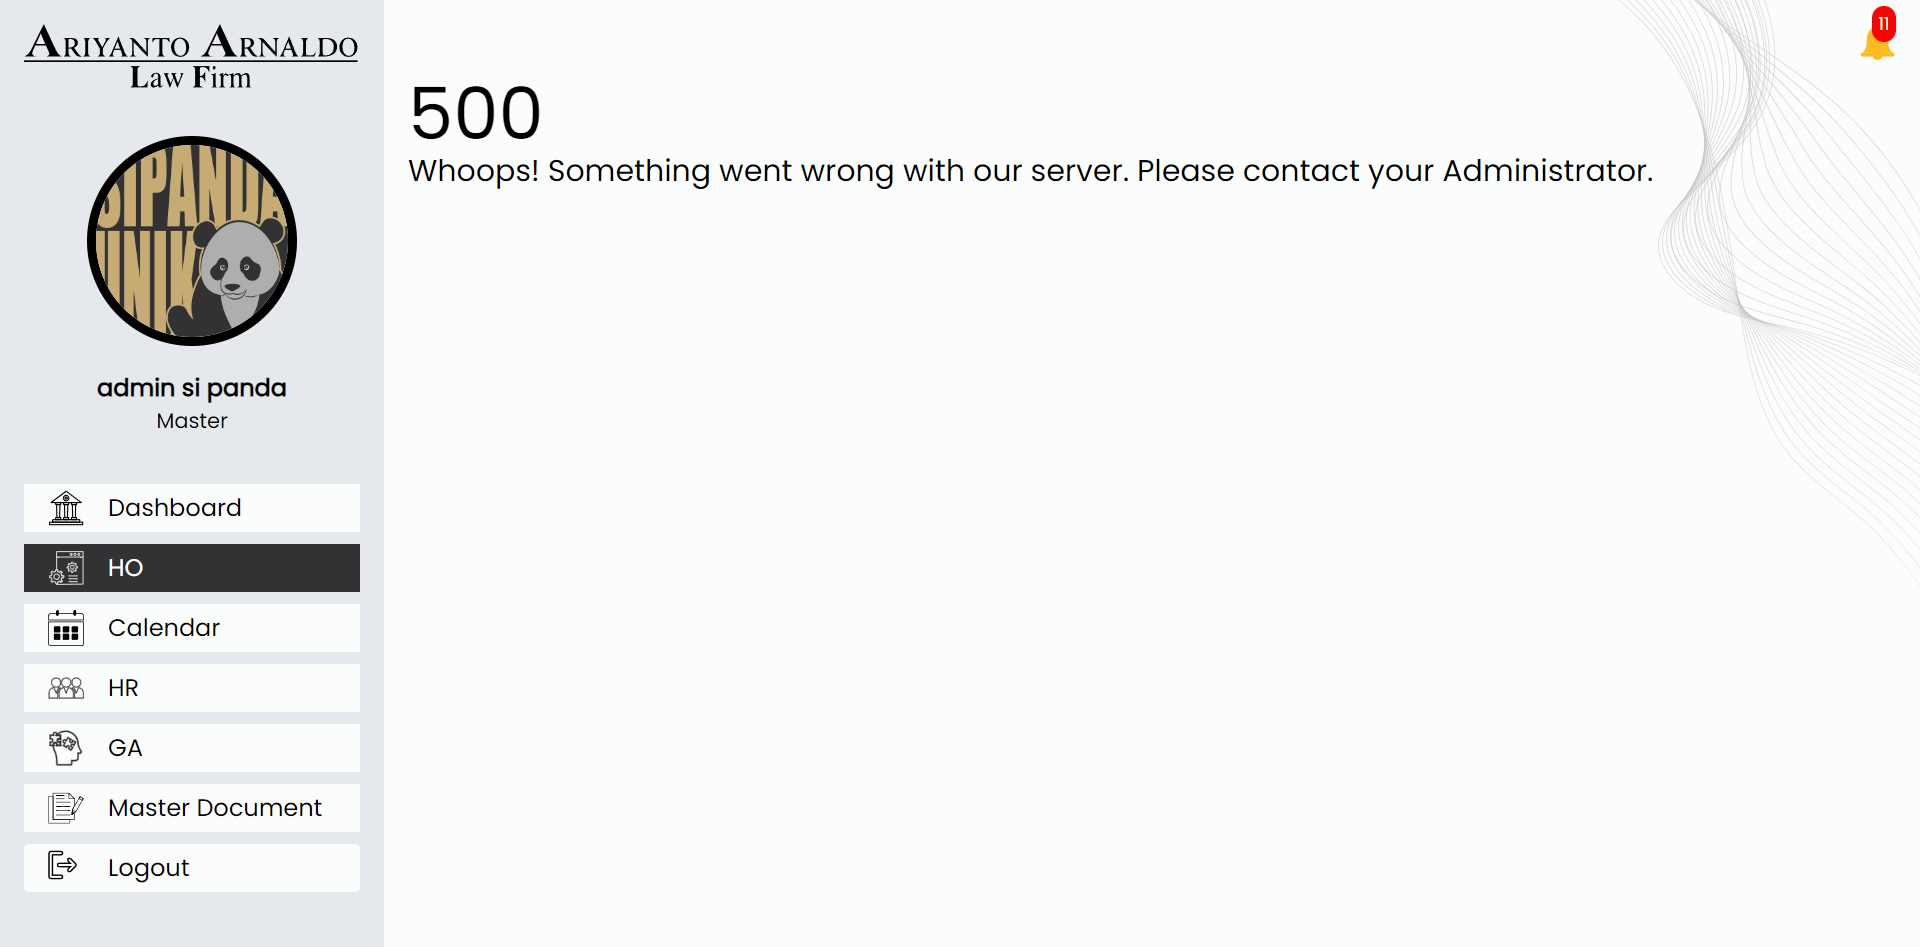 ARIYANTO ARNALDO
Law Firm
SIPANDA
UNIK
admin si panda
Master
Dashboard
HO
Calendar
HR
GA
Master Document
Logout
11
500
Whoops! Something went wrong with our server. Please contact your Administrator.